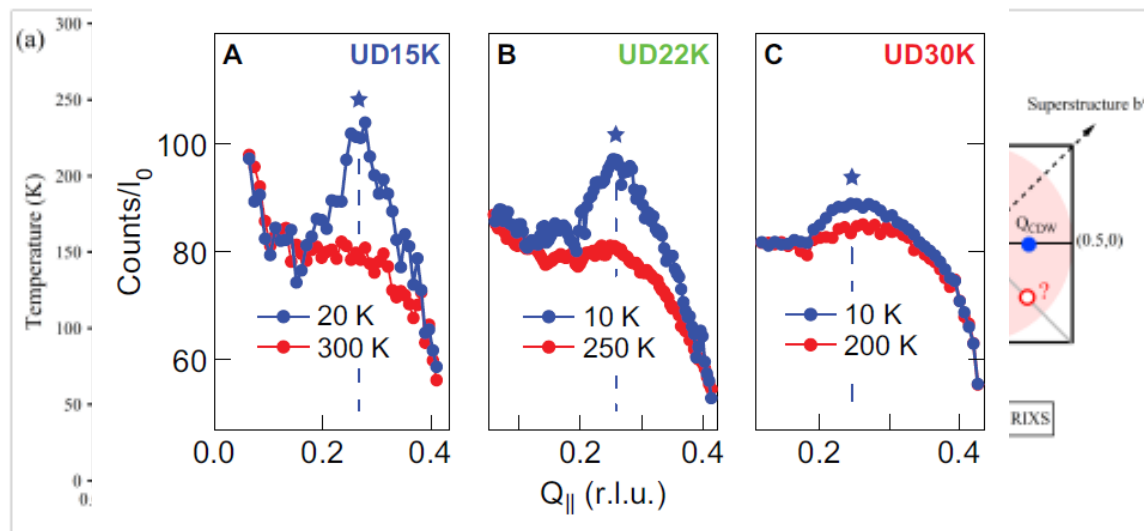 (a)
Temperature (K)
300
250
200
150
100
50
0
0.
Counts/I0
100
80
60
A
UD15K
20 K
300 K
0.0
0.2
0.4
B
UD22K
10 K
250 K
0.2
0.4
C
UD30K
10 K
200 K
0.2
0.4
Q|| (r.l.u.)
Superstructure b*
QCDW
(0.5,0)
?
RIXS